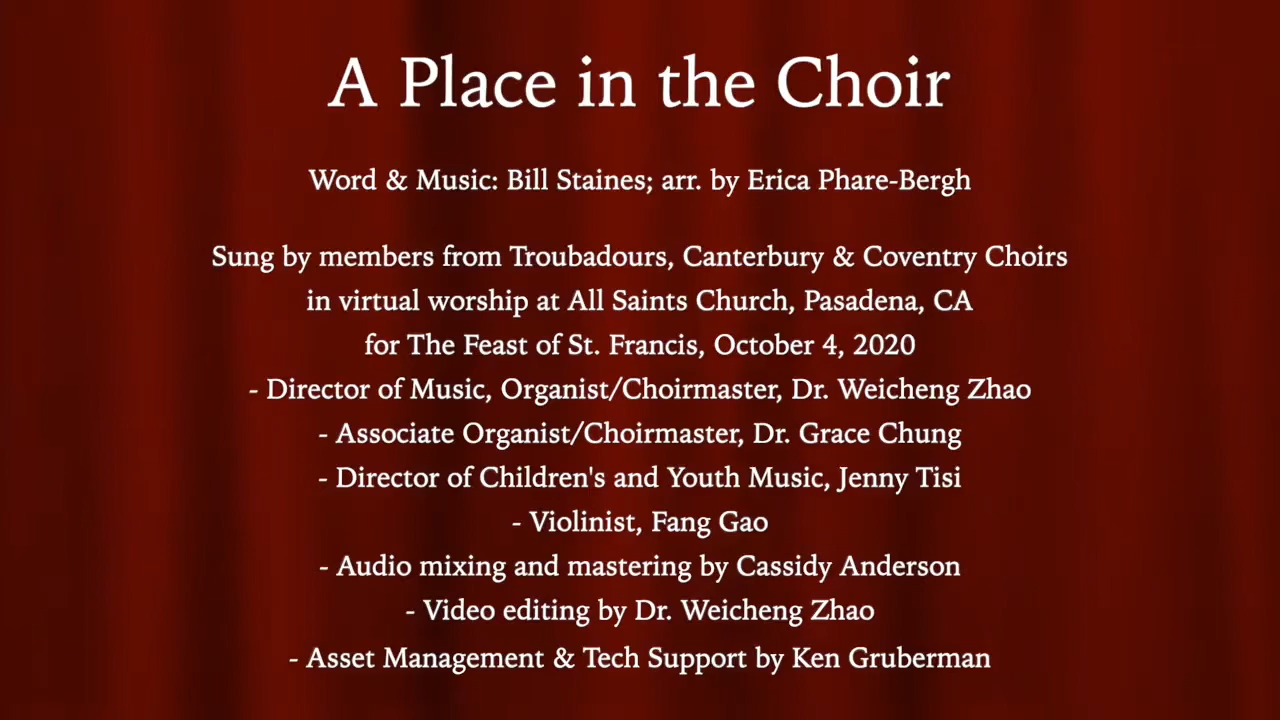 A Place in the Choir
Word & Music: Bill Staines; arr. by Erica Phare-Bergh
Sung by members from Troubadours, Canterbury & Coventry Choirs
in virtual worship at All Saints Church, Pasadena, CA
for The Feast of St. Francis, October 4, 2020
- Director of Music, Organist/Choirmaster, Dr. Weicheng Zhao
- Associate Organist/Choirmaster, Dr. Grace Chung
- Director of Children's and Youth Music, Jenny Tisi
- Violinist, Fang Gao
- Audio mixing and mastering by Cassidy Anderson
- Video editing by Dr. Weicheng Zhao
- Asset Management & Tech Support by Ken Gruberman